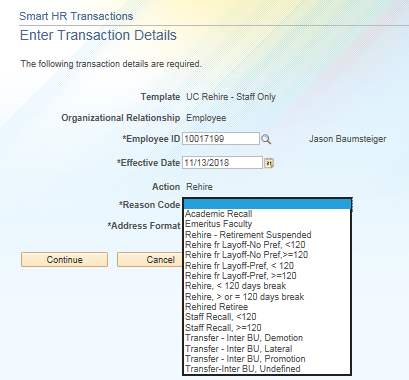 Smart HR Transactions
Enter Transaction Details
The following transaction details are required.
Template UC Rehire - Staff Only
Organizational Relationship Employee
*Employee ID 10017199 Jason Baumsteiger
*Effective Date 11/13/2018
Action Rehire
*Reason Code
*Address Format
Academic Recall
Emeritus Faculty
Rehire - Retirement Suspended
Rehire fr Layoff-No Pref, <120
Rehire fr Layoff-No Pref,>=120
Rehire fr Layoff-Pref, < 120
Rehire fr Layoff-Pref, >=120
Rehire, < 120 days break
Rehire, > or = 120 days break
Rehired Retiree
Staff Recall, <120
Staff Recall, >=120
Transfer - Inter BU, Demotion
Transfer - Inter BU, Lateral
Transfer - Inter BU, Promotion
Transfer-Inter BU, Undefined
Continue Cancel